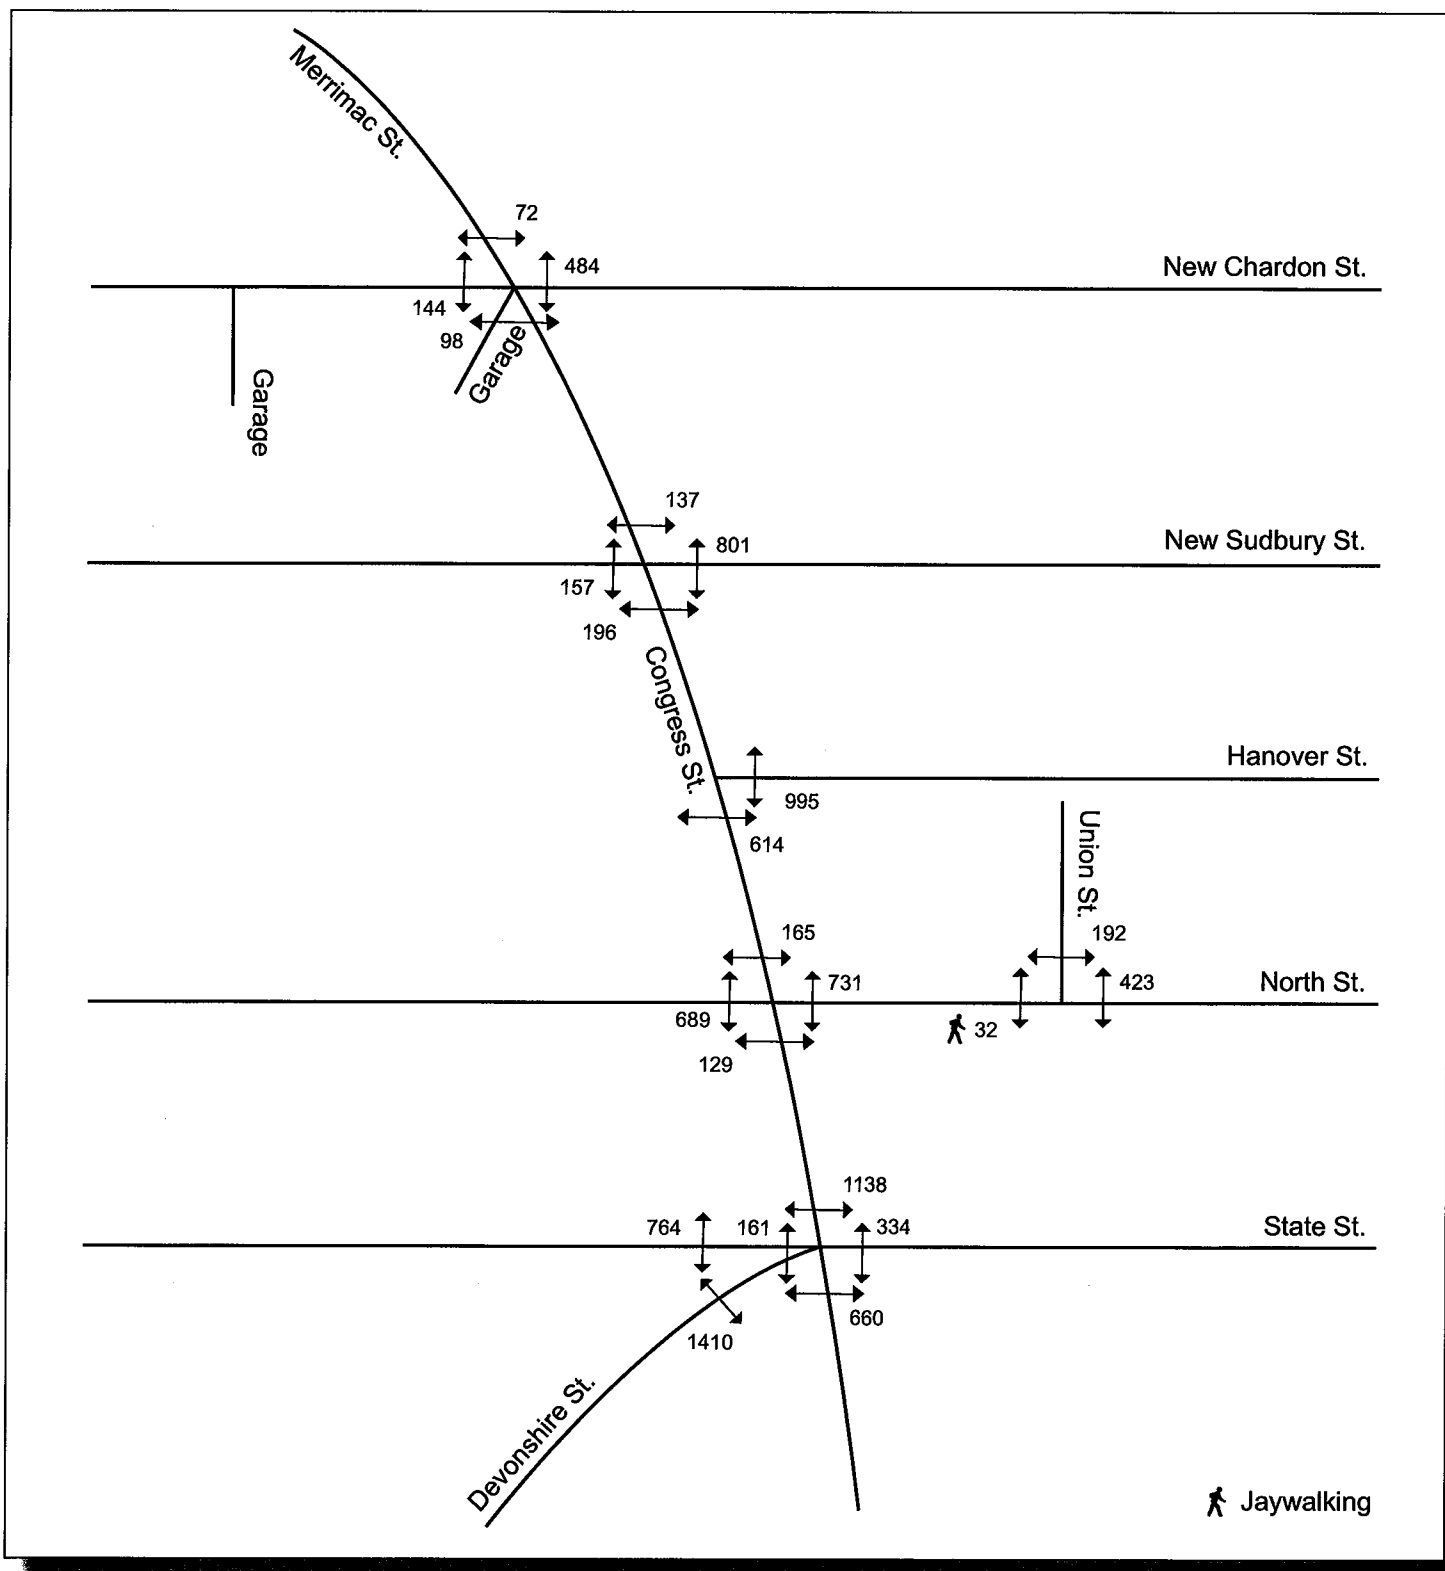 Merrimac St.
72
484
New Chardon St.
144
98
Garage
Garage
137
801
New Sudbury St.
157
196
Congress St.
Hanover St.
995
614
Union St.
165
192
731
423
North St.
689
32
129
1138
764
161
334
State St.
660
1410
Devonshire St.
Jaywalking